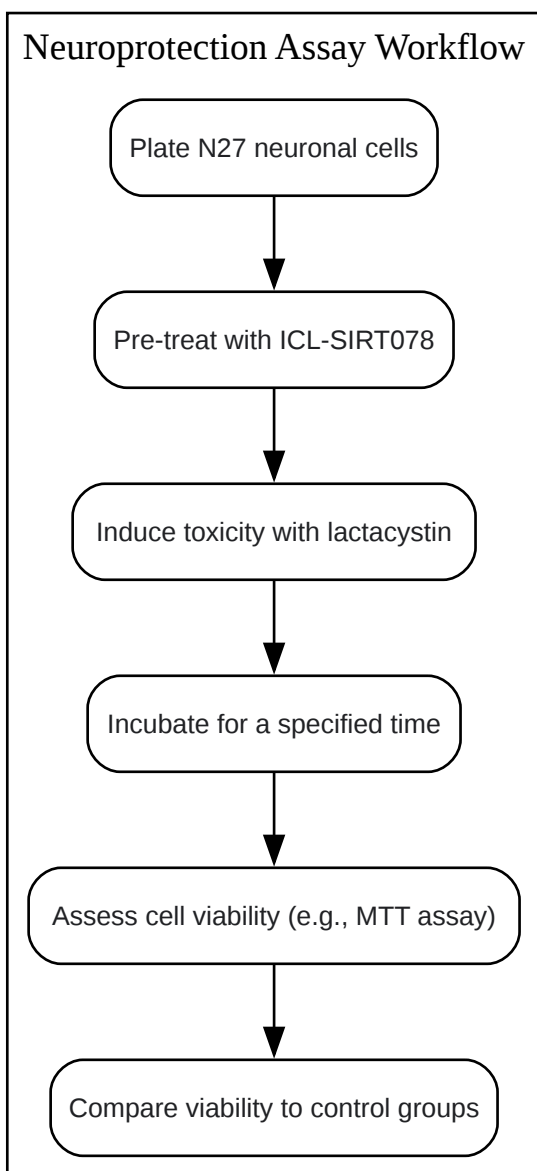 Neuroprotection Assay Workflow
Plate N27 neuronal cells
Pre-treat with ICL-SIRT078
Induce toxicity with lactacystin
Incubate for a specified time
Assess cell viability (e.g., MTT assay)
Compare viability to control groups